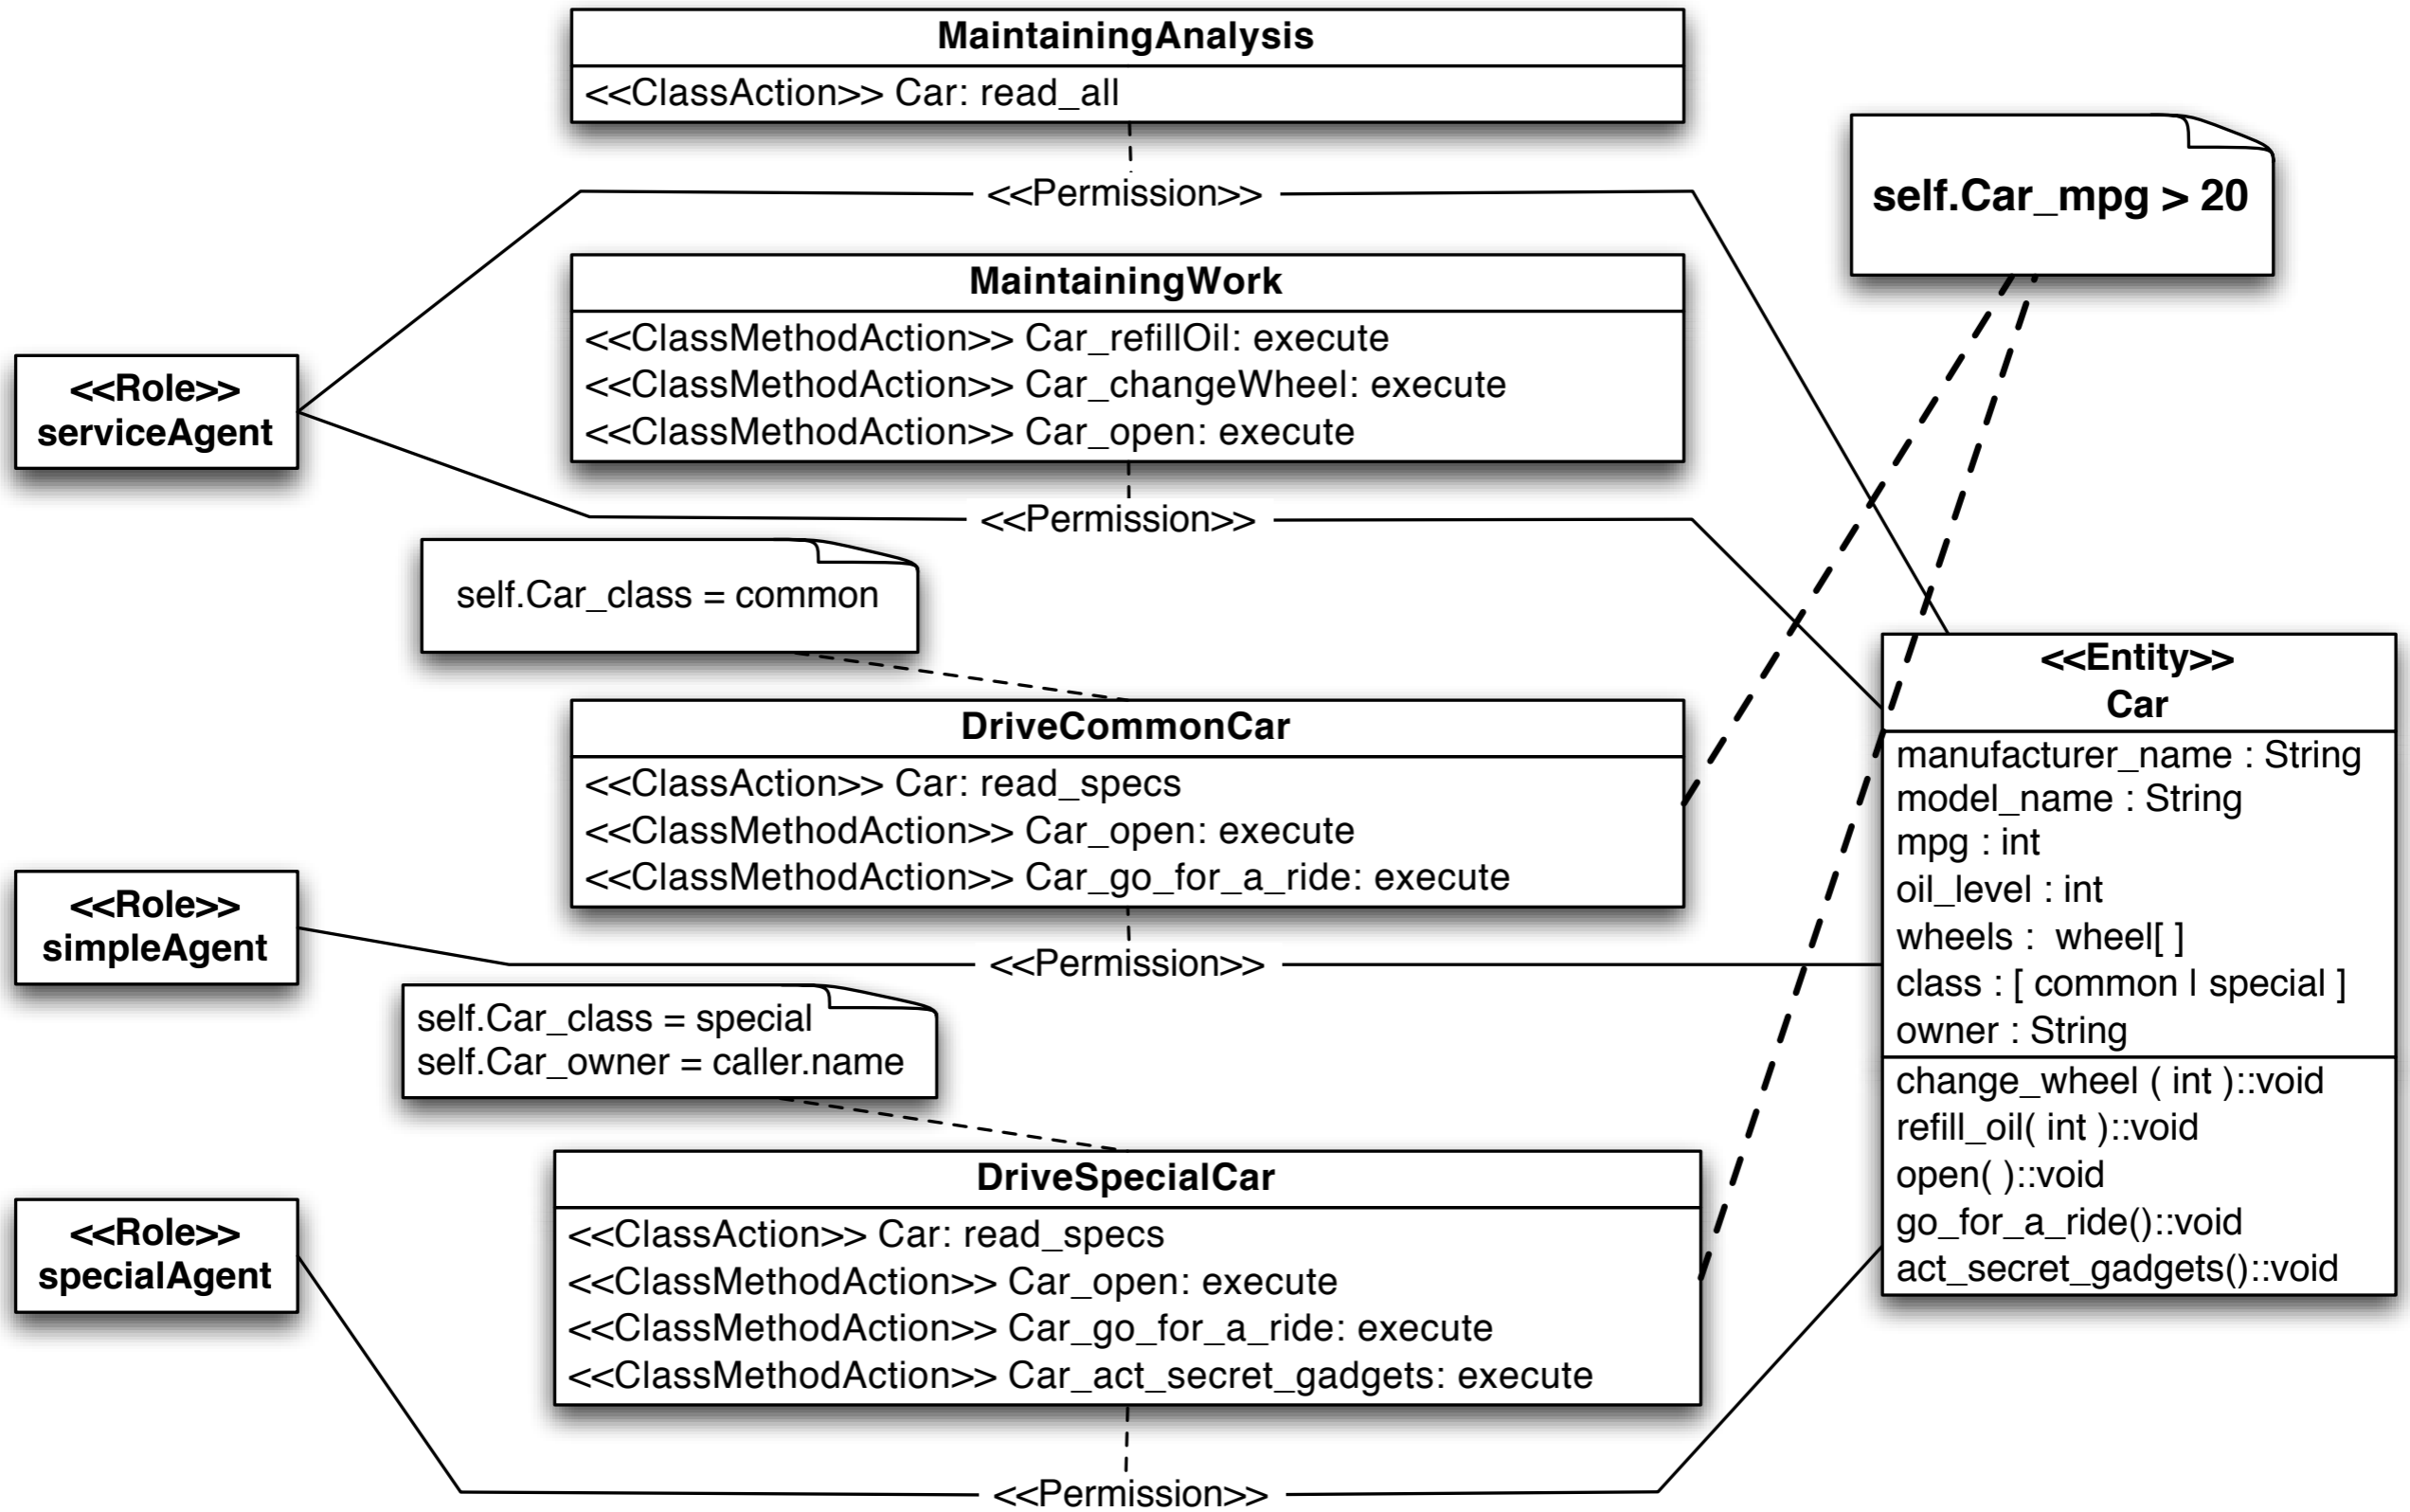 MaintainingAnalysis
<<ClassAction>> Car: read_all
<<Permission>>
self.Car_mpg > 20
MaintainingWork
<<ClassMethodAction>> Car_refillOil: execute
<<ClassMethodAction>> Car_changeWheel: execute
<<ClassMethodAction>> Car_open: execute
<<Role>>
serviceAgent
<<Permission>>
self.Car_class = common
DriveCommonCar
<<ClassAction>> Car: read_specs
<<ClassMethodAction>> Car_open: execute
<<ClassMethodAction>> Car_go_for_a_ride: execute
<<Role>>
simpleAgent
<<Permission>>
self.Car_class = special
self.Car_owner = caller.name
DriveSpecialCar
<<ClassAction>> Car: read_specs
<<ClassMethodAction>> Car_open: execute
<<ClassMethodAction>> Car_go_for_a_ride: execute
<<ClassMethodAction>> Car_act_secret_gadgets: execute
<<Role>>
specialAgent
<<Permission>>
<<Entity>>
Car
manufacturer_name : String
model_name : String
mpg : int
oil_level : int
wheels : wheel[ ]
class : [ common | special ]
owner : String
change_wheel ( int )::void
refill_oil( int )::void
open( )::void
go_for_a_ride()::void
act_secret_gadgets()::void